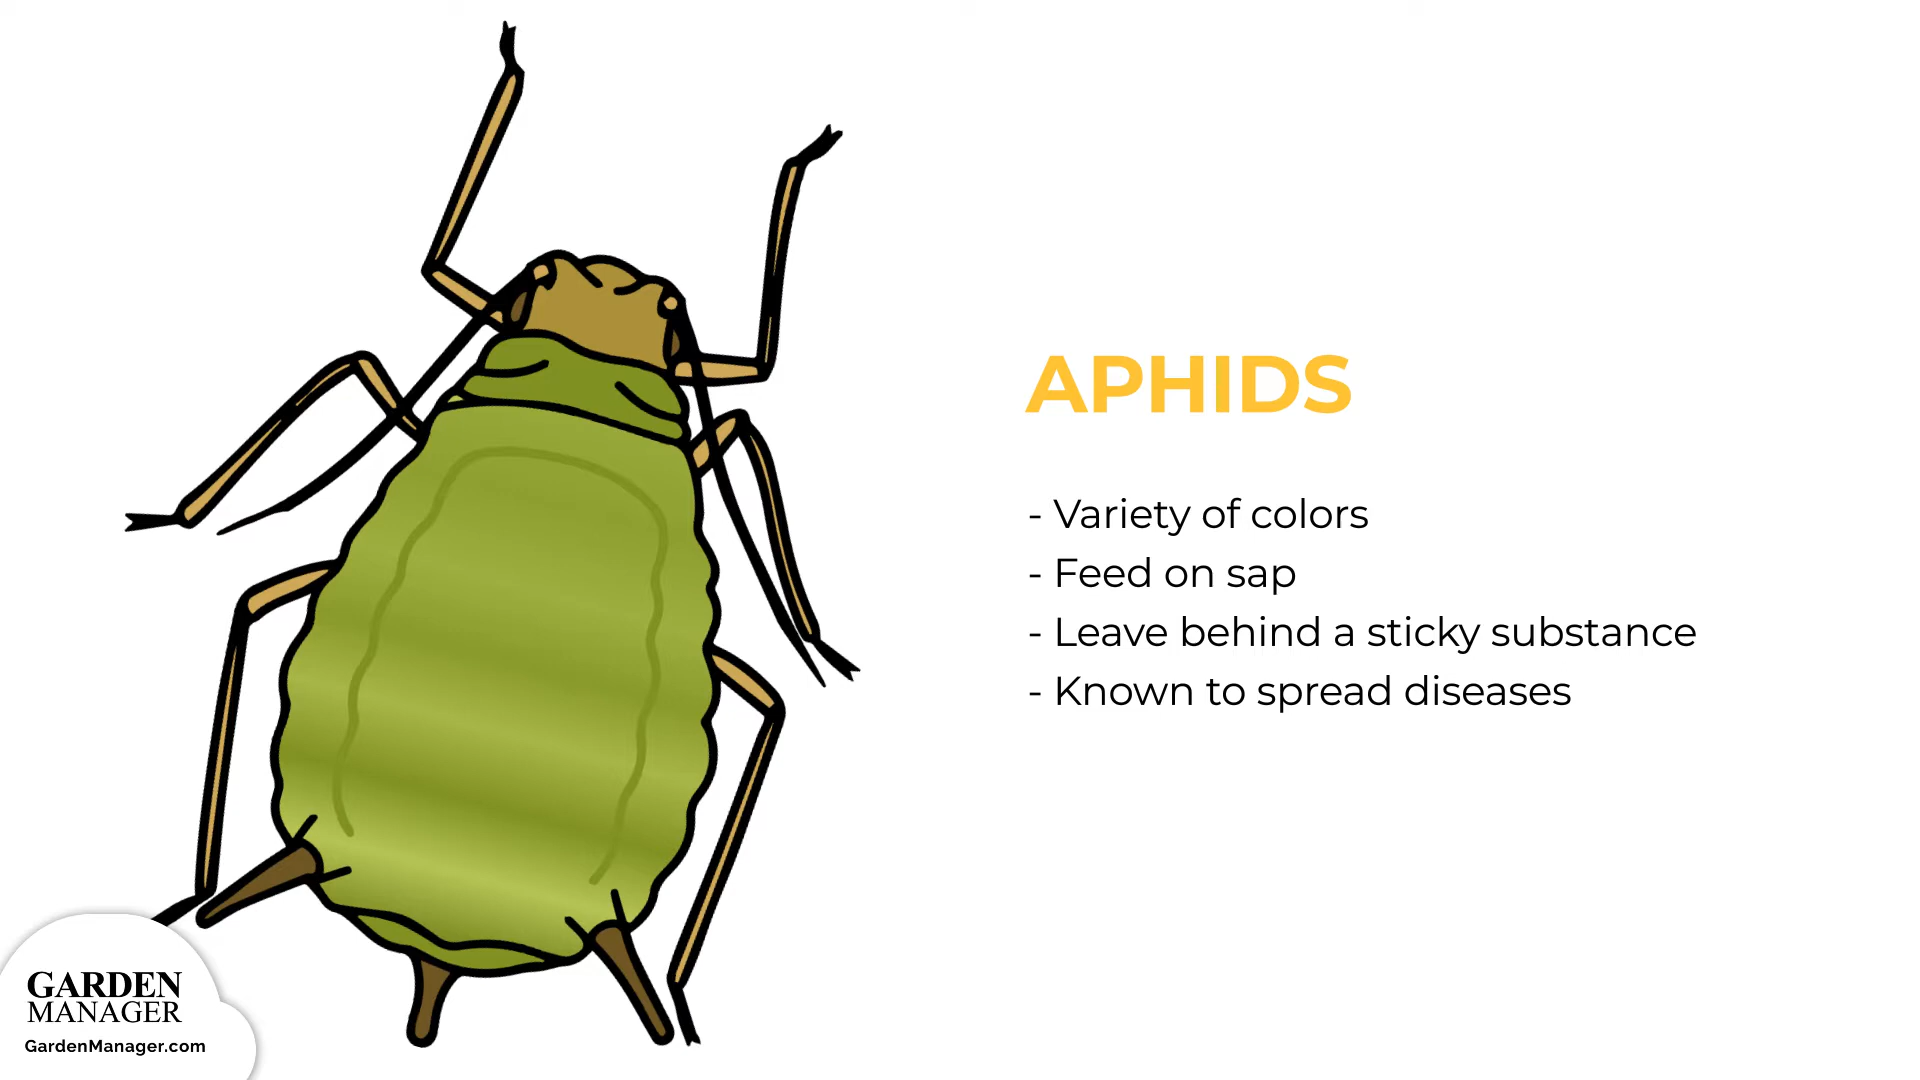 APHIDS
- Variety of colors
- Feed on sap
- Leave behind a sticky substance
- Known to spread diseases
GARDEN
MANAGER
GardenManager.com